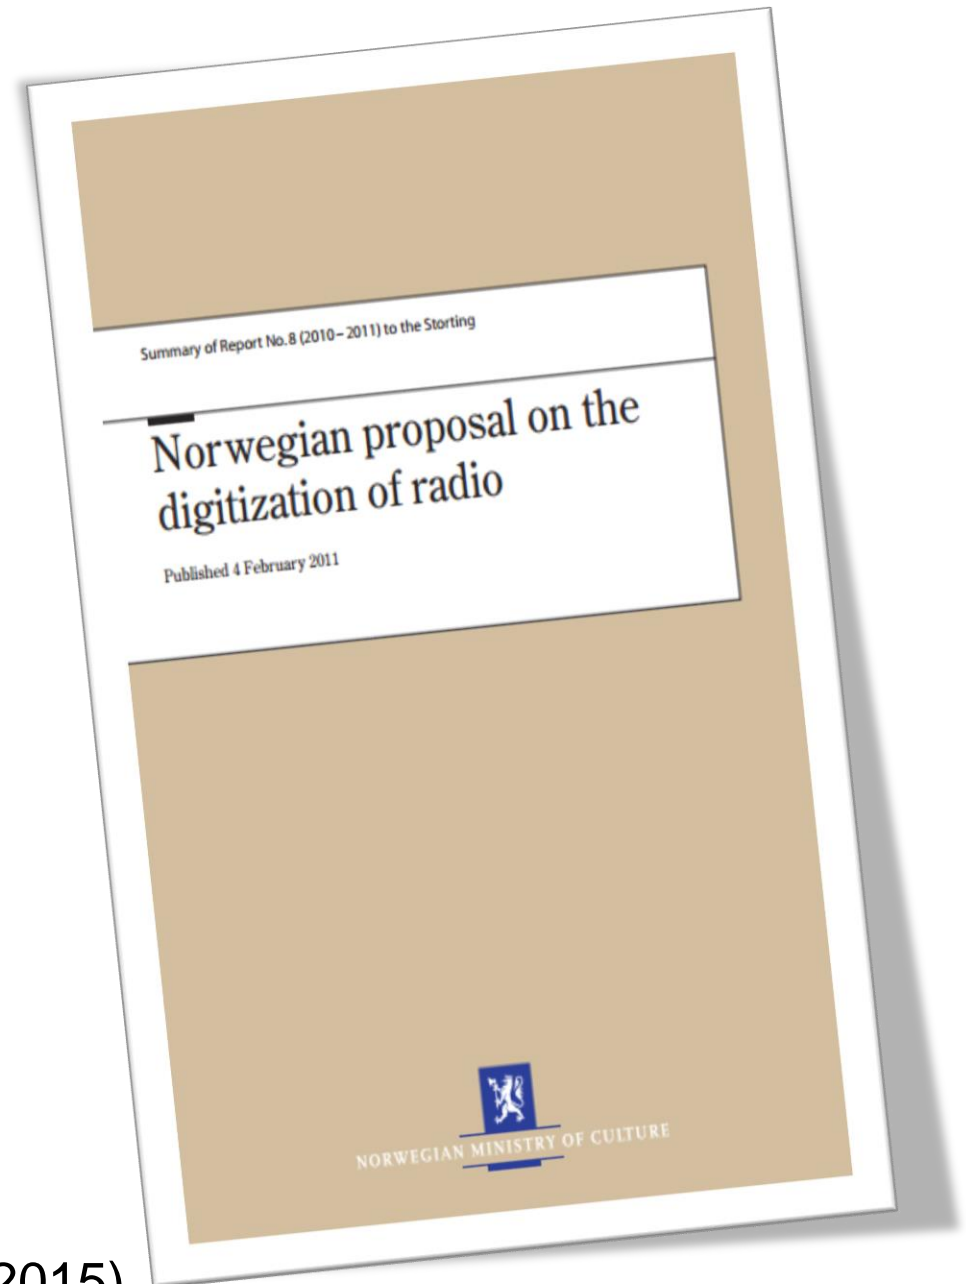 Summary of Report No. 8 (2010–2011) to the Storting
Norwegian proposal on the
digitization of radio
Published 4 February 2011
NORWEGIAN MINISTRY OF CULTURE
2015)